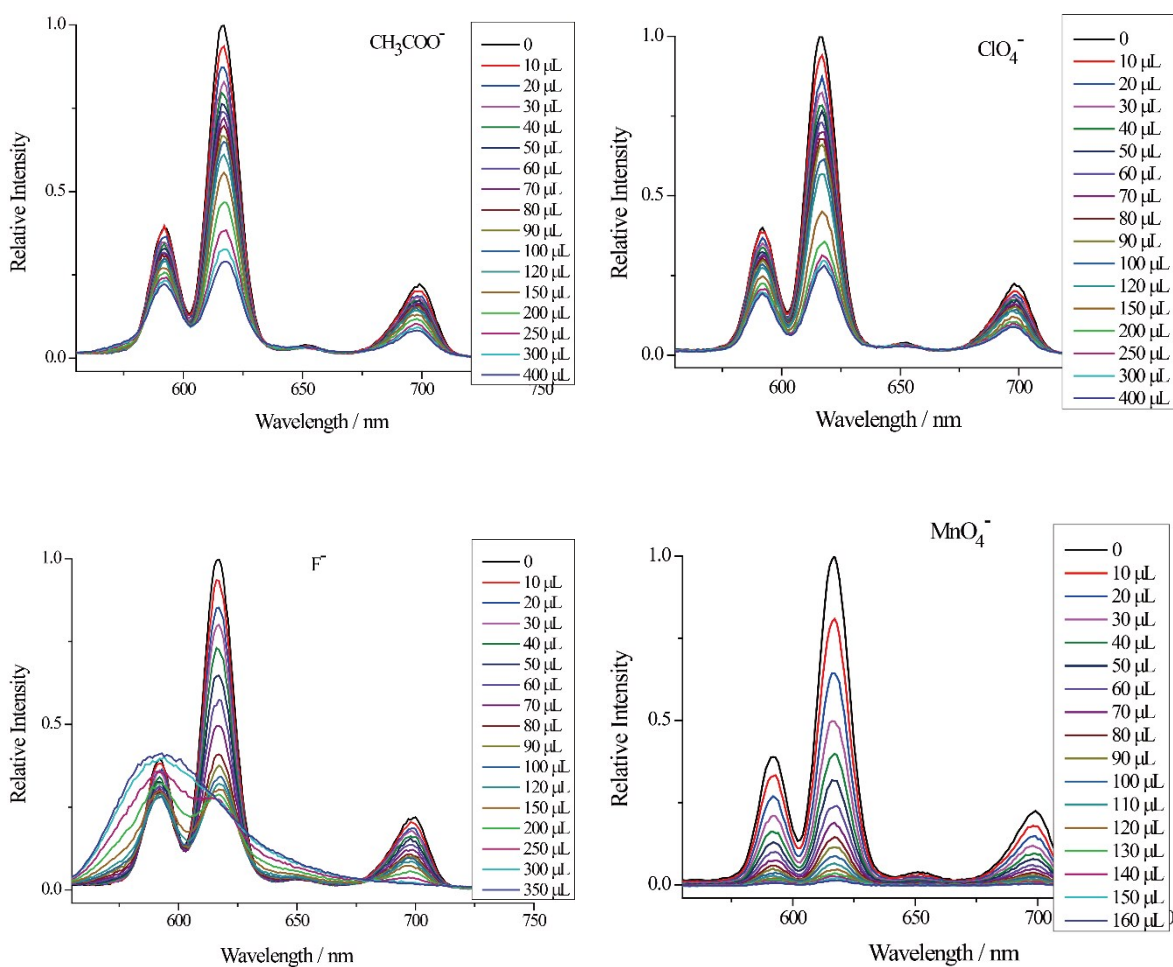 CH₃COO⁻
1.0
0.5
0.0
Relative Intensity
600
650
700
750
Wavelength / nm
0
10 µL
20 µL
30 µL
40 µL
50 µL
60 µL
70 µL
80 µL
90 µL
100 µL
120 µL
150 µL
200 µL
250 µL
300 µL
400 µL
ClO₄⁻
1.0
0.5
0.0
Relative Intensity
600
650
700
Wavelength / nm
0
10 µL
20 µL
30 µL
40 µL
50 µL
60 µL
70 µL
80 µL
90 µL
100 µL
120 µL
150 µL
200 µL
250 µL
300 µL
400 µL
F⁻
1.0
0.5
0.0
Relative Intensity
600
650
700
750
Wavelength / nm
0
10 µL
20 µL
30 µL
40 µL
50 µL
60 µL
70 µL
80 µL
90 µL
100 µL
120 µL
150 µL
200 µL
250 µL
300 µL
350 µL
MnO₄⁻
1.0
0.5
0.0
Relative Intensity
600
650
700
Wavelength / nm
0
10 µL
20 µL
30 µL
40 µL
50 µL
60 µL
70 µL
80 µL
90 µL
100 µL
110 µL
120 µL
130 µL
140 µL
150 µL
160 µL